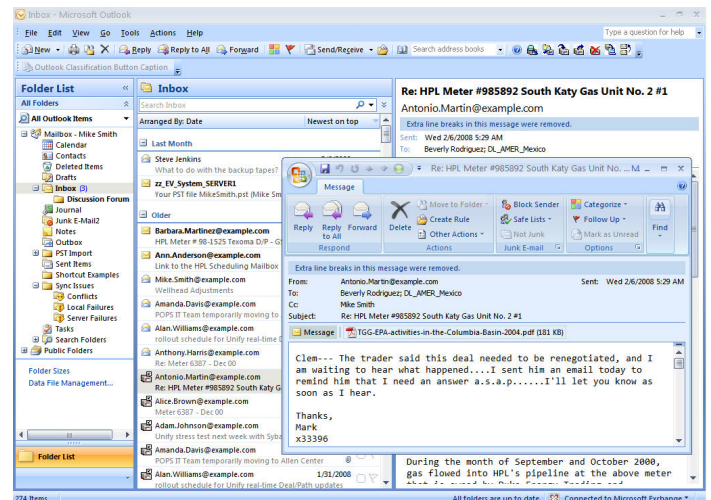 Inbox - Microsoft Outlook
File Edit View Go Tools Actions Help
Type a question for help
New Reply Reply to All Forward Send/Receive Search address books
Outlook Classification Button Caption
Folder List
All Folders
All Outlook Items
Mailbox - Mike Smith
Calendar
Contacts
Deleted Items
Drafts
Inbox (3)
Discussion Forum
Journal
Junk E-Mail2
Notes
Outbox
PST Import
Sent Items
Shortcut Examples
Sync Issues
Conflicts
Local Failures
Server Failures
Tasks
Search Folders
Public Folders
Folder Sizes
Data File Management...
Folder List
274 Items
Inbox
Search Inbox
Arranged By: Date Newest on top
Last Month
Steve Jenkins
What to do with the backup tapes?
zz_EV_System_SERVER1
Your PST file MikeSmith.pst (Mike Sm
Older
Barbara.Martinez@example.com
HPL Meter # 98-1525 Texoma D/P - G
Ann.Anderson@example.com
Link to the HPL Scheduling Mailbox
Mike.Smith@example.com
Wellhead Adjustments
Amanda.Davis@example.com
POPS IT Team temporarily moving to
Alan.Williams@example.com
rollout schedule for Unify real-time D
Anthony.Harris@example.com
Re: Meter 6387 - Dec 00
Antonio.Martin@example.com
Re: HPL Meter #985892 South Katy G
Alice.Brown@example.com
Meter 6387 - Dec 00
Adam.Johnson@example.com
Unity stress test next week with Syba
Amanda.Davis@example.com
POPS IT Team temporarily moving to Allen Center
Alan.Williams@example.com 1/31/2008
rollout schedule for Unify real-time Deal/Path updates
Re: HPL Meter #985892 South Katy Gas Unit No. 2 #1
Antonio.Martin@example.com
Extra line breaks in this message were removed.
Sent: Wed 2/6/2008 5:29 AM
To: Beverly Rodriguez; DL_AMER_Mexico
Re: HPL Meter #985892 South Katy Gas Unit No. ... M...
Message
Reply Reply to All Forward
Respond
Delete Move to Folder
Create Rule
Other Actions
Actions
Block Sender
Safe Lists
Not Junk
Junk E-mail
Categorize
Follow Up
Mark as Unread
Options
Find
Extra line breaks in this message were removed.
From: Antonio.Martin@example.com Sent: Wed 2/6/2008 5:29 AM
To: Beverly Rodriguez; DL_AMER_Mexico
Cc: Mike Smith
Subject: Re: HPL Meter #985892 South Katy Gas Unit No. 2 #1
Message TGG-EPA-activities-in-the-Columbia-Basin-2004.pdf (181 KB)
Clem--- The trader said this deal needed to be renegotiated, and I
am waiting to hear what happened....I sent him an email today to
remind him that I need an answer a.s.a.p......I'll let you know as
soon as I hear.
Thanks,
Mark
x33396
During the month of September and October 2000,
gas flowed into HPL's pipeline at the above meter
All folders are up to date. Connected to Microsoft Exchange